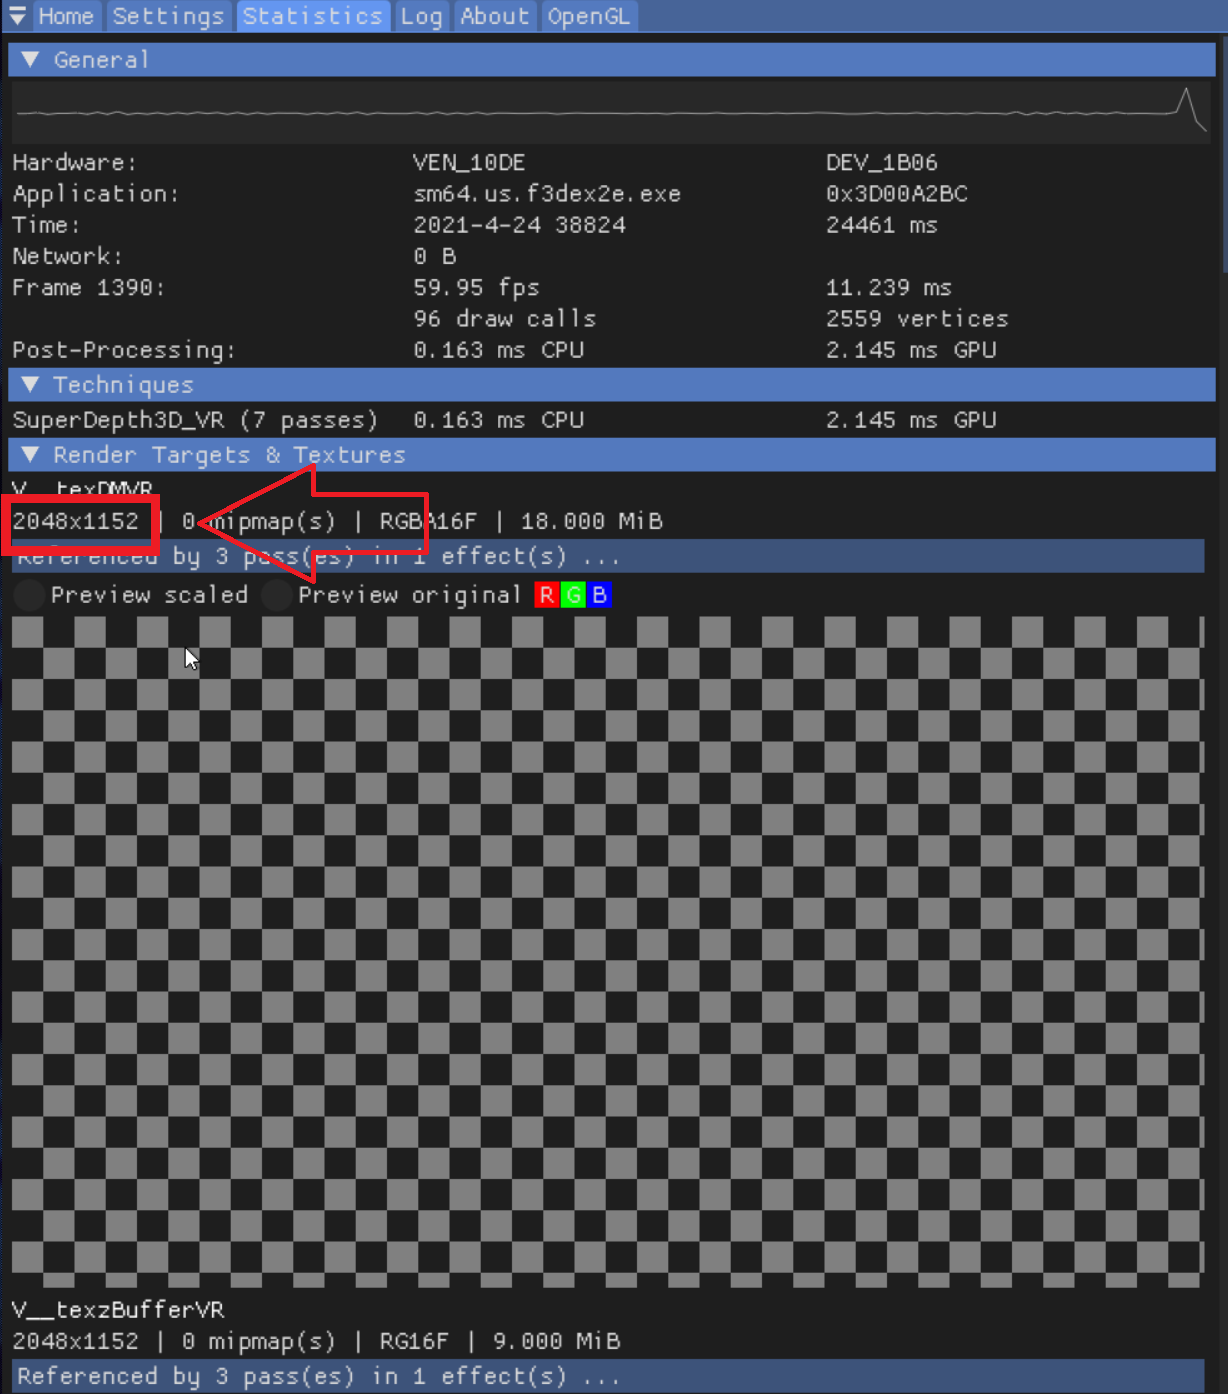 Home Settings Statistics Log About OpenGL
General
Hardware: VEN_10DE DEV_1B06
Application: sm64.us.f3dex2e.exe 0x3D00A2BC
Time: 2021-4-24 38824 24461 ms
Network: 0 B
Frame 1390: 59.95 fps 11.239 ms
96 draw calls 2559 vertices
Post-Processing: 0.163 ms CPU 2.145 ms GPU
Techniques
SuperDepth3D_VR (7 passes) 0.163 ms CPU 2.145 ms GPU
Render Targets & Textures
V__texDMVR
2048x1152 | 0 mipmap(s) | RGBA16F | 18.000 MiB
Referenced by 3 pass(es) in 1 effect(s) ...
Preview scaled Preview original R G B
V__texzBufferVR
2048x1152 | 0 mipmap(s) | RG16F | 9.000 MiB
Referenced by 3 pass(es) in 1 effect(s) ...